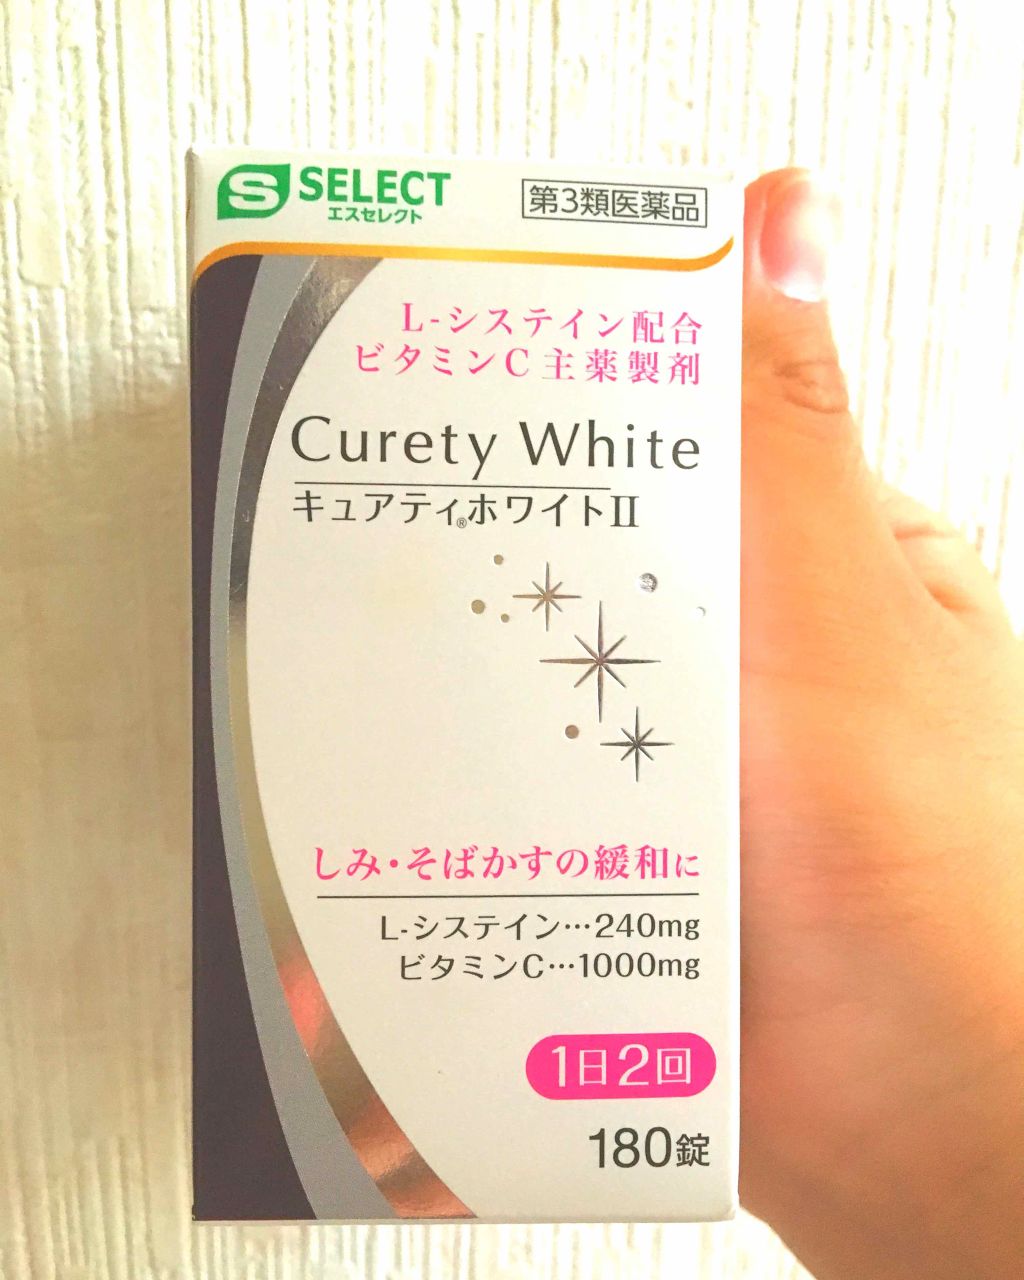 S SELECT
エスセレクト
第3類医薬品
L-システイン配合
ビタミンC主薬製剤
Curety White
キュアティ®ホワイトII
しみ・そばかすの緩和に
L-システイン…240mg
ビタミンC…1000mg
1日2回
180錠